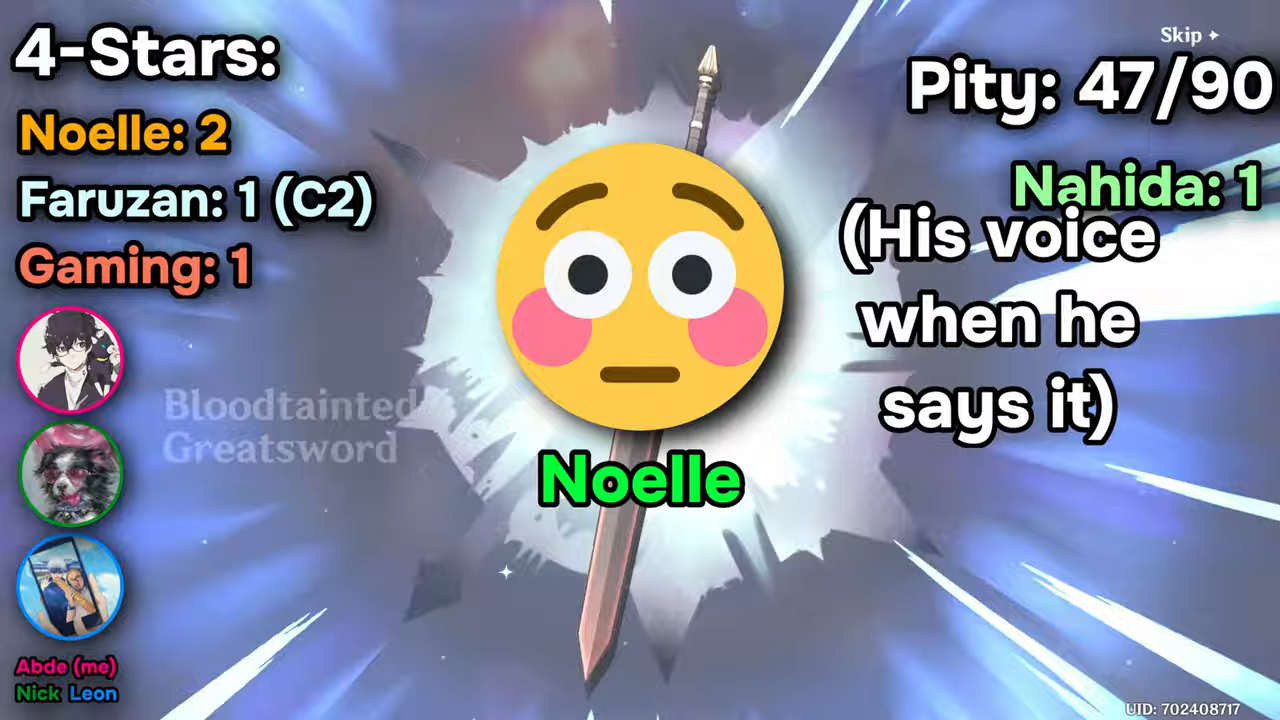 4-Stars:
Noelle: 2
Faruzan: 1 (C2)
Gaming: 1
Skip
Pity: 47/90
Nahida: 1
(His voice
when he
says it)
Bloodtainted
Greatsword
Noelle
Abde (me)
Nick Leon
UID: 702408717